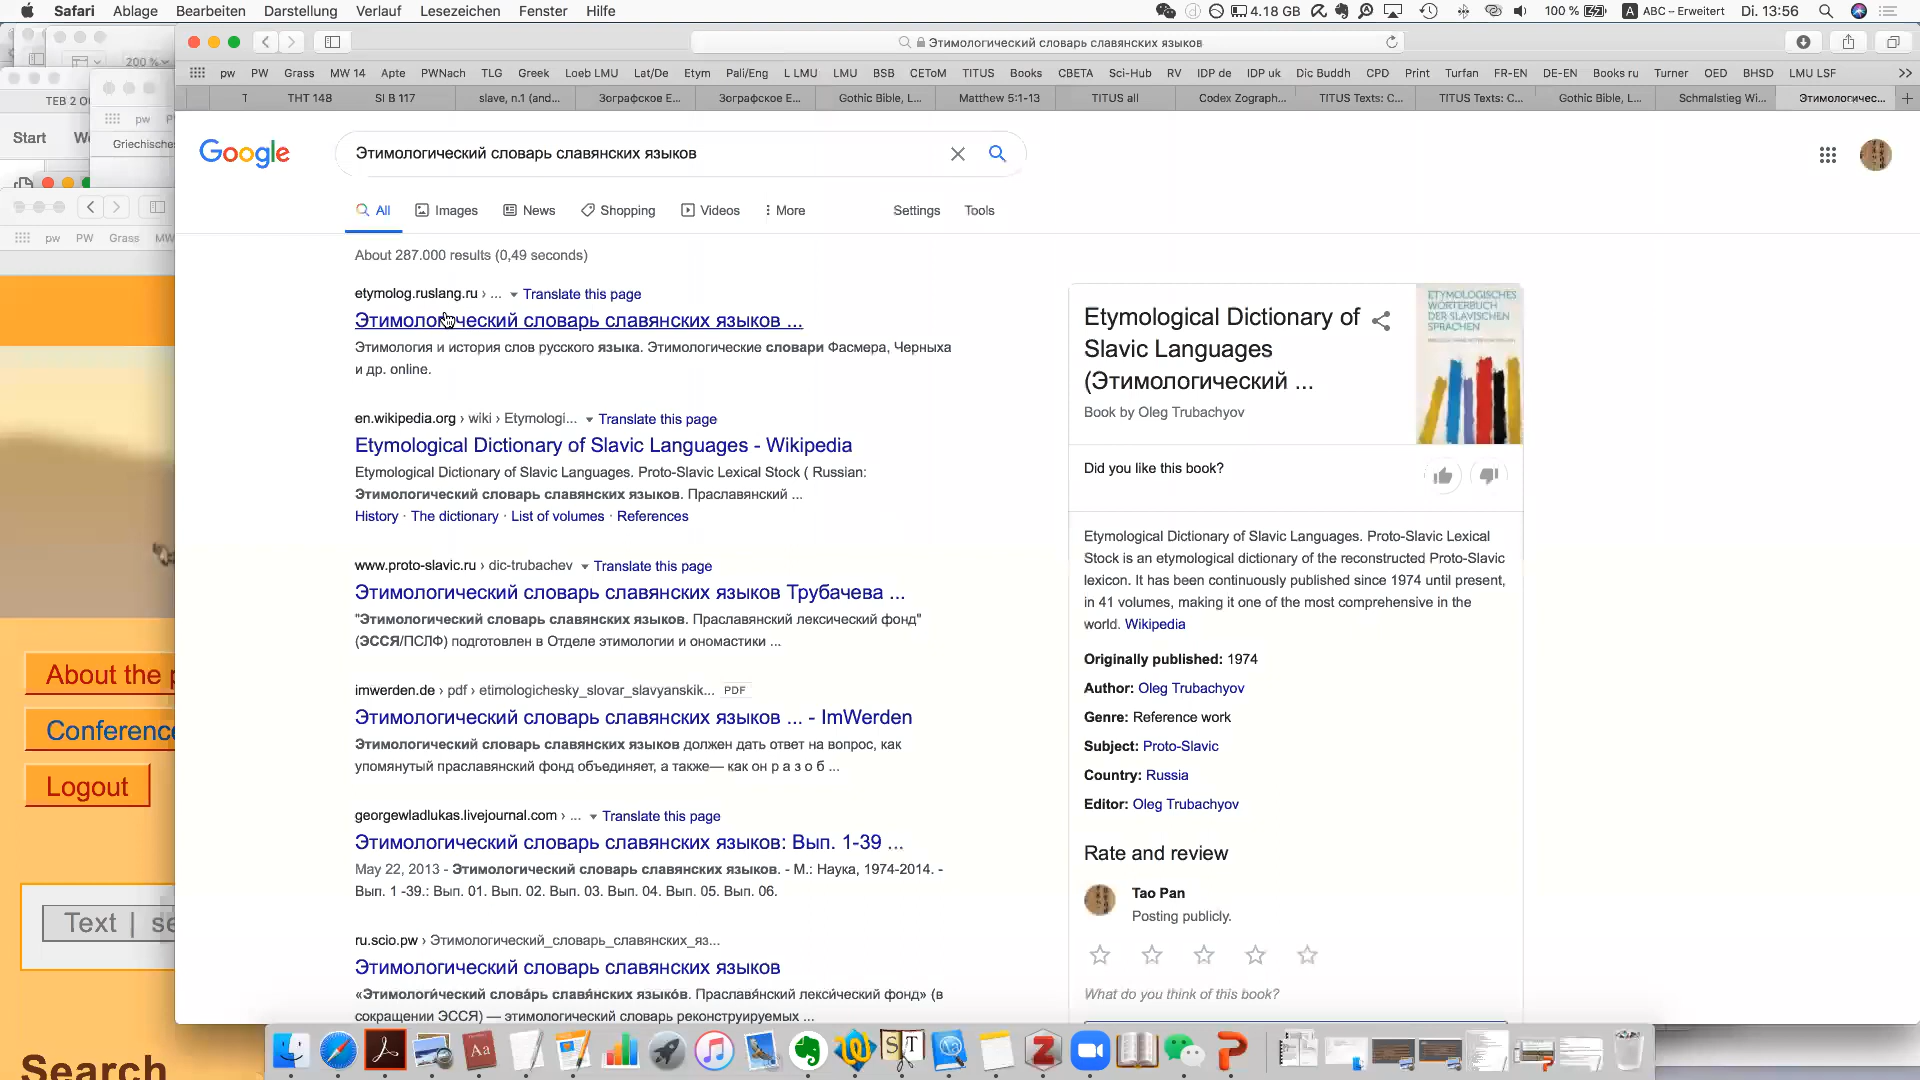 Safari Ablage Bearbeiten Darstellung Verlauf Lesezeichen Fenster Hilfe 4.18 GB 100 % ABC – Erweitert Di. 13:56
200 %
Этимологический словарь славянских языков
pw PW Grass MW 14 Apte PWNach TLG Greek Loeb LMU Lat/De Etym Pali/Eng L LMU LMU BSB CEToM TITUS Books CBETA Sci-Hub RV IDP de IDP uk Dic Buddh CPD Print Turfan FR-EN DE-EN Books ru Turner OED BHSD LMU LSF
T THT 148 SI B 117 slave, n.1 (and... Зографское Е... Зографское Е... Gothic Bible, L... Matthew 5:1-13 TITUS all Codex Zograph... TITUS Texts: C... TITUS Texts: C... Gothic Bible, L... Schmalstieg Wi... Этимологичес...
pw
Start
Griechische
pw PW Grass MW
Google
Этимологический словарь славянских языков
All Images News Shopping Videos More Settings Tools
About 287.000 results (0,49 seconds)
etymolog.ruslang.ru › ... Translate this page
Этимологический словарь славянских языков ...
Этимология и история слов русского языка. Этимологические словари Фасмера, Черныха
и др. online.
en.wikipedia.org › wiki › Etymologi... Translate this page
Etymological Dictionary of Slavic Languages - Wikipedia
Etymological Dictionary of Slavic Languages. Proto-Slavic Lexical Stock ( Russian:
Этимологический словарь славянских языков. Праславянский ...
History · The dictionary · List of volumes · References
www.proto-slavic.ru › dic-trubachev Translate this page
Этимологический словарь славянских языков Трубачева ...
"Этимологический словарь славянских языков. Праславянский лексический фонд"
(ЭССЯ/ПСЛФ) подготовлен в Отделе этимологии и ономастики ...
imwerden.de › pdf › etimologichesky_slovar_slavyanskik... PDF
Этимологический словарь славянских языков ... - ImWerden
Этимологический словарь славянских языков должен дать ответ на вопрос, как
упомянутый праславянский фонд объединяет, а также— как он р а з о б ...
georgewladlukas.livejournal.com › ... Translate this page
Этимологический словарь славянских языков: Вып. 1-39 ...
May 22, 2013 - Этимологический словарь славянских языков. - М.: Наука, 1974-2014. -
Вып. 1 -39.: Вып. 01. Вып. 02. Вып. 03. Вып. 04. Вып. 05. Вып. 06.
ru.scio.pw › Этимологический_словарь_славянских_яз...
Этимологический словарь славянских языков
«Этимологи́ческий слова́рь славя́нских языко́в. Праславя́нский лекси́ческий фонд» (в
сокращении ЭССЯ) — этимологический словарь реконструируемых ...
Etymological Dictionary of
Slavic Languages
(Этимологический ...
Book by Oleg Trubachyov
ETYMOLOGISCHES
WÖRTERBUCH
DER SLAVISCHEN
SPRACHEN
Did you like this book?
Etymological Dictionary of Slavic Languages. Proto-Slavic Lexical
Stock is an etymological dictionary of the reconstructed Proto-Slavic
lexicon. It has been continuously published since 1974 until present,
in 41 volumes, making it one of the most comprehensive in the
world. Wikipedia
Originally published: 1974
Author: Oleg Trubachyov
Genre: Reference work
Subject: Proto-Slavic
Country: Russia
Editor: Oleg Trubachyov
Rate and review
Tao Pan
Posting publicly.
What do you think of this book?
About the
Conference
Logout
Text |
Search